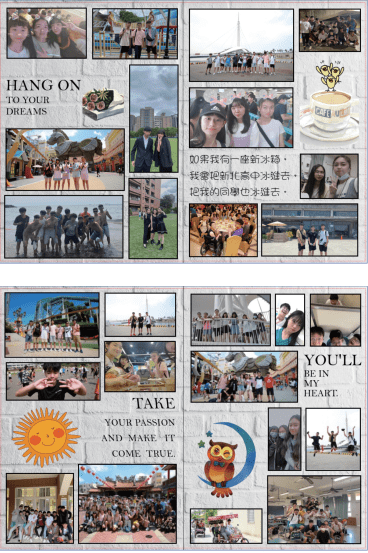 HANG ON
TO YOUR
DREAMS
如果我有一座新冰箱，
我會把新北高中冰進去，
把我的同學也冰進去。
TAKE
YOUR PASSION
AND MAKE IT
COME TRUE.
YOU'LL
BE IN
MY
HEART.